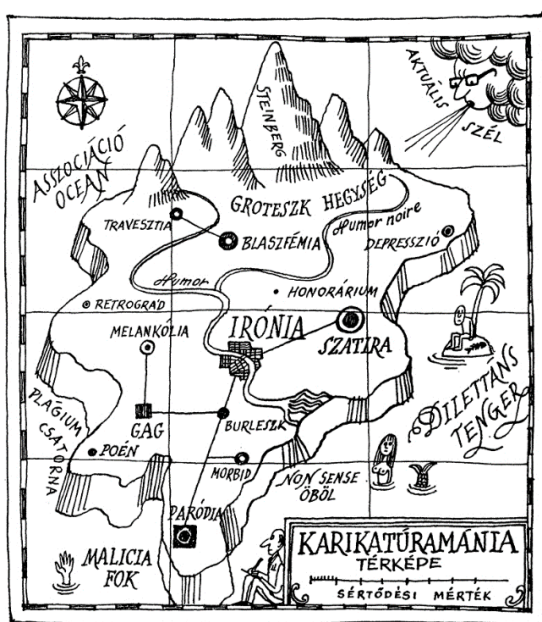 AKTUÁLIS
SZÉL
STEINBERG
ASSZOCIÁCIÓ
OCEÁN
GROTESZK HEGYSÉG
TRAVESZTIA
Humor noire
BLASZFÉMIA
DEPRESSZIÓ
Humor
HONORÁRIUM
RETROGRAD
IRÓNIA
MELANKÓLIA
SZATIRA
PLÁGIUM
CSATORNA
GAG
BURLESZK
DILETTÁNS
TENGER
POÉN
MORBID
NON SENSE
ÖBÖL
PARÓDIA
MALICIA
FOK
KARIKATÚRAMÁNIA
TÉRKÉPE
SÉRTŐDÉSI MÉRTÉK